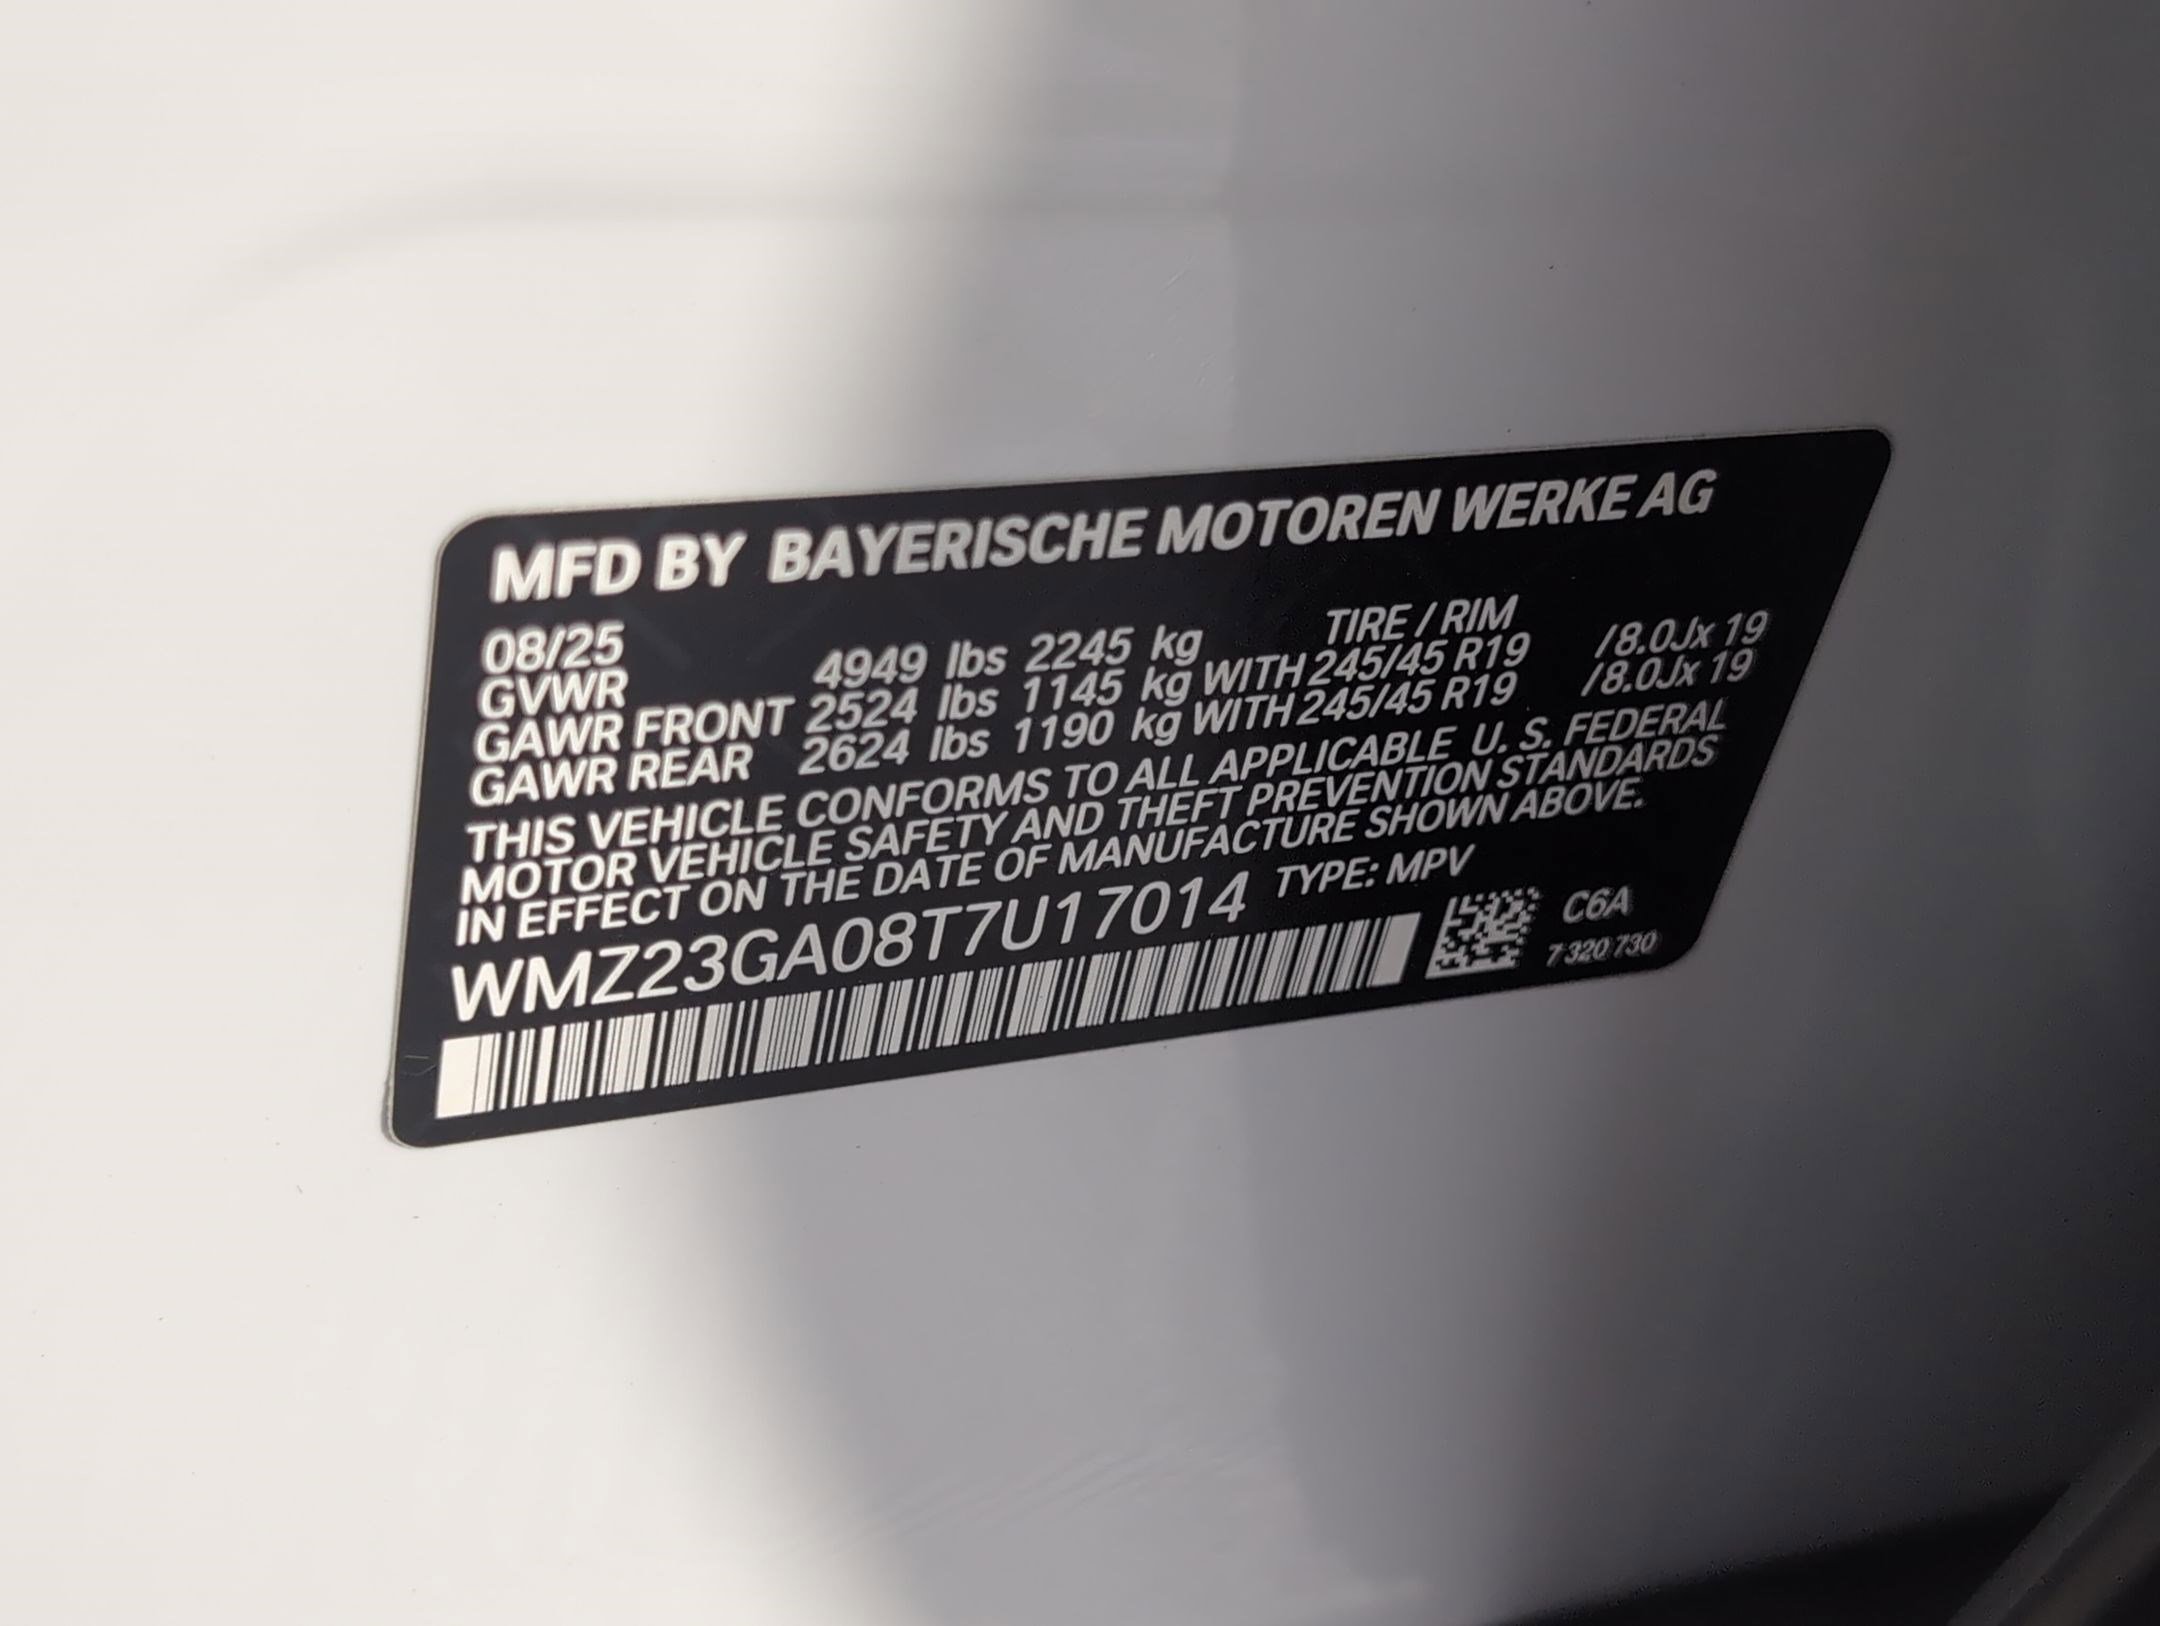 MFD BY BAYERISCHE MOTOREN WERKE AG
08/25 TIRE / RIM
GVWR 4949 lbs 2245 kg
GAWR FRONT 2524 lbs 1145 kg WITH 245/45 R19 /8.0Jx 19
GAWR REAR 2624 lbs 1190 kg WITH 245/45 R19 /8.0Jx 19
THIS VEHICLE CONFORMS TO ALL APPLICABLE U. S. FEDERAL
MOTOR VEHICLE SAFETY AND THEFT PREVENTION STANDARDS
IN EFFECT ON THE DATE OF MANUFACTURE SHOWN ABOVE.
WMZ23GA08T7U17014 TYPE: MPV
C6A
7 320 730